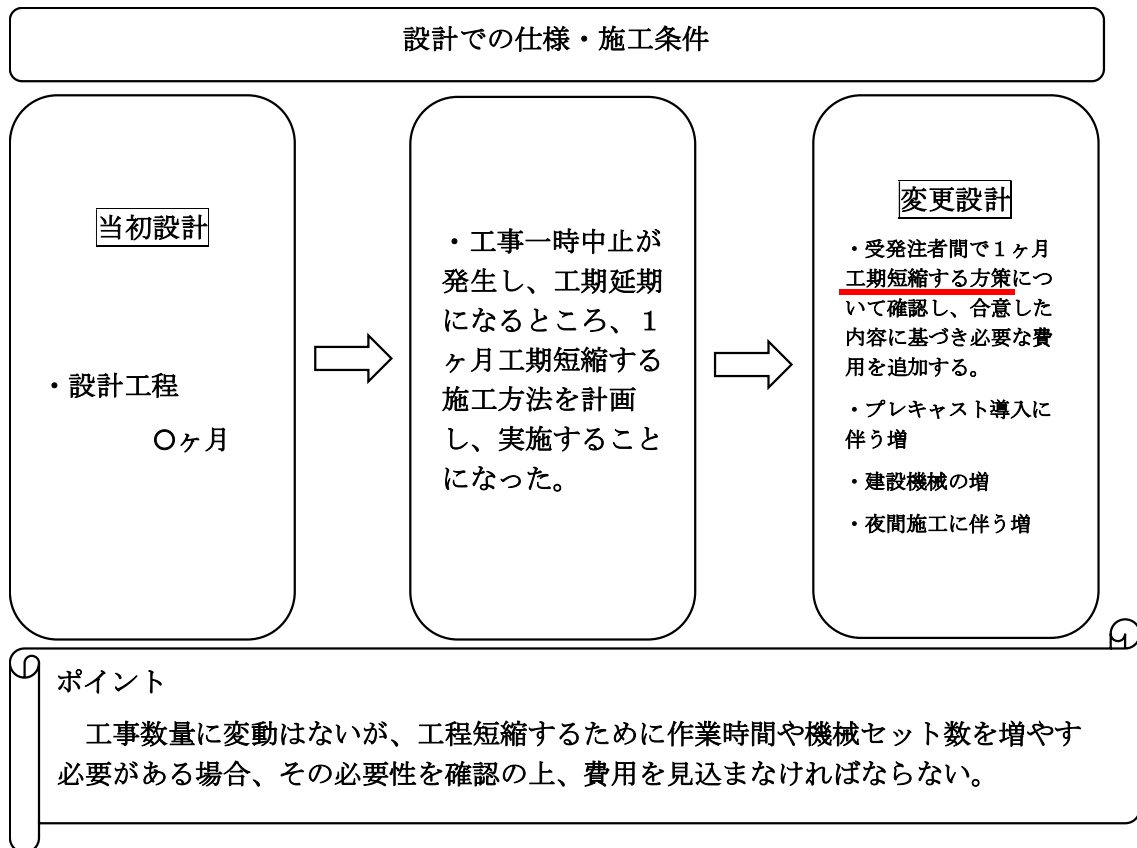 設計での仕様・施工条件
当初設計
・設計工程
〇ヶ月
・工事一時中止が
発生し、工期延期
になるところ、１
ヶ月工期短縮する
施工方法を計画
し、実施すること
になった。
変更設計
・受発注者間で１ヶ月
工期短縮する方策につ
いて確認し、合意した
内容に基づき必要な費
用を追加する。
・プレキャスト導入に
伴う増
・建設機械の増
・夜間施工に伴う増
ポイント
　工事数量に変動はないが、工程短縮するために作業時間や機械セット数を増やす
必要がある場合、その必要性を確認の上、費用を見込まなければならない。